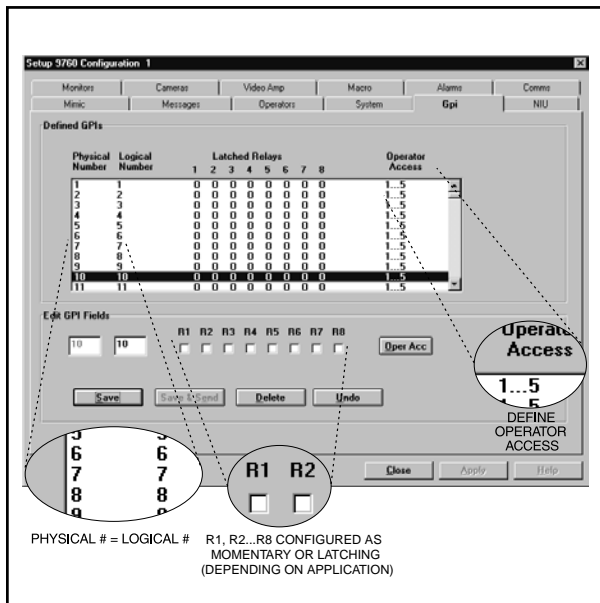 Setup 9760 Configuration 1
Monitors Cameras Video Amp Macro Alarms Comms
Mimic Messages Operators System Gpi NIU
Defined GPIs
Physical Logical Latched Relays Operator
Number Number 1 2 3 4 5 6 7 8 Access
1 1 0 0 0 0 0 0 0 0 1...5
2 2 0 0 0 0 0 0 0 0 1...5
3 3 0 0 0 0 0 0 0 0 1...5
4 4 0 0 0 0 0 0 0 0 1...5
5 5 0 0 0 0 0 0 0 0 1...5
6 6 0 0 0 0 0 0 0 0 1...5
7 7 0 0 0 0 0 0 0 0 1...5
8 8 0 0 0 0 0 0 0 0 1...5
9 9 0 0 0 0 0 0 0 0 1...5
10 10 0 0 0 0 0 0 0 0 1...5
11 11 0 0 0 0 0 0 0 0 1...5
Edit GPI Fields
R1 R2 R3 R4 R5 R6 R7 R8
10 10 Oper Acc
Save Save & Send Delete Undo
Operato
Access
1...5
1...5
DEFINE
OPERATOR
ACCESS
6 6
7 7
8 8
9 9
R1 R2
Close Apply Help
PHYSICAL # = LOGICAL #
R1, R2...R8 CONFIGURED AS
MOMENTARY OR LATCHING
(DEPENDING ON APPLICATION)